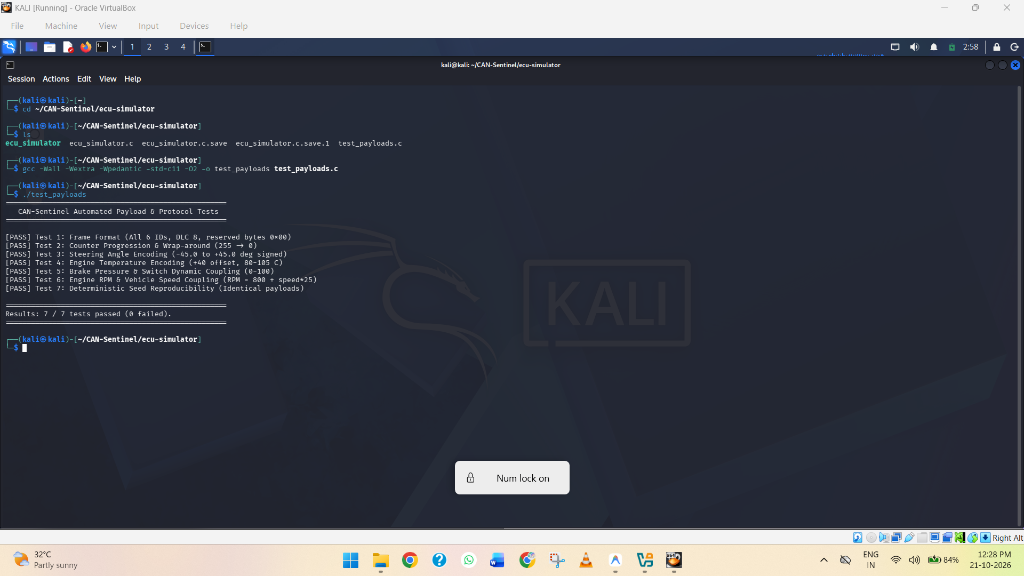 KALI [Running] - Oracle VirtualBox
File Machine View Input Devices Help
1 2 3 4 2:58
kali@kali: ~/CAN-Sentinel/ecu-simulator
Session Actions Edit View Help
┌──(kali㉿kali)-[~]
└─$ cd ~/CAN-Sentinel/ecu-simulator
┌──(kali㉿kali)-[~/CAN-Sentinel/ecu-simulator]
└─$ ls
ecu_simulator ecu_simulator.c ecu_simulator.c.save ecu_simulator.c.save.1 test_payloads.c
┌──(kali㉿kali)-[~/CAN-Sentinel/ecu-simulator]
└─$ gcc -Wall -Wextra -Wpedantic -std=c11 -O2 -o test_payloads test_payloads.c
┌──(kali㉿kali)-[~/CAN-Sentinel/ecu-simulator]
└─$ ./test_payloads
CAN-Sentinel Automated Payload & Protocol Tests
[PASS] Test 1: Frame Format (All 6 IDs, DLC 8, reserved bytes 0×00)
[PASS] Test 2: Counter Progression & Wrap-around (255 → 0)
[PASS] Test 3: Steering Angle Encoding (-45.0 to +45.0 deg signed)
[PASS] Test 4: Engine Temperature Encoding (+40 offset, 80-105 C)
[PASS] Test 5: Brake Pressure & Switch Dynamic Coupling (0-100)
[PASS] Test 6: Engine RPM & Vehicle Speed Coupling (RPM = 800 + speed*25)
[PASS] Test 7: Deterministic Seed Reproducibility (Identical payloads)
Results: 7 / 7 tests passed (0 failed).
┌──(kali㉿kali)-[~/CAN-Sentinel/ecu-simulator]
└─$
KALI
Num lock on
Right Alt
32°C
Partly sunny
ENG
IN
84%
12:28 PM
21-10-2026